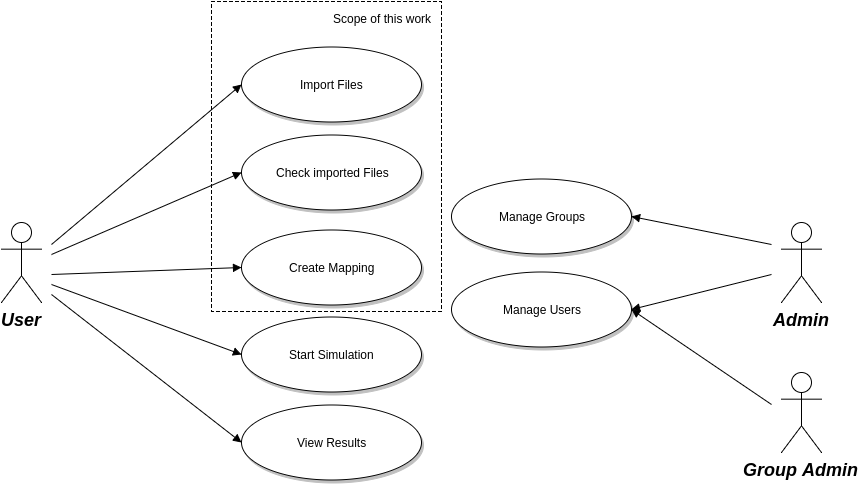 Scope of this work
Import Files
Check imported Files
Manage Groups
Create Mapping
Manage Users
User
Admin
Start Simulation
View Results
Group Admin